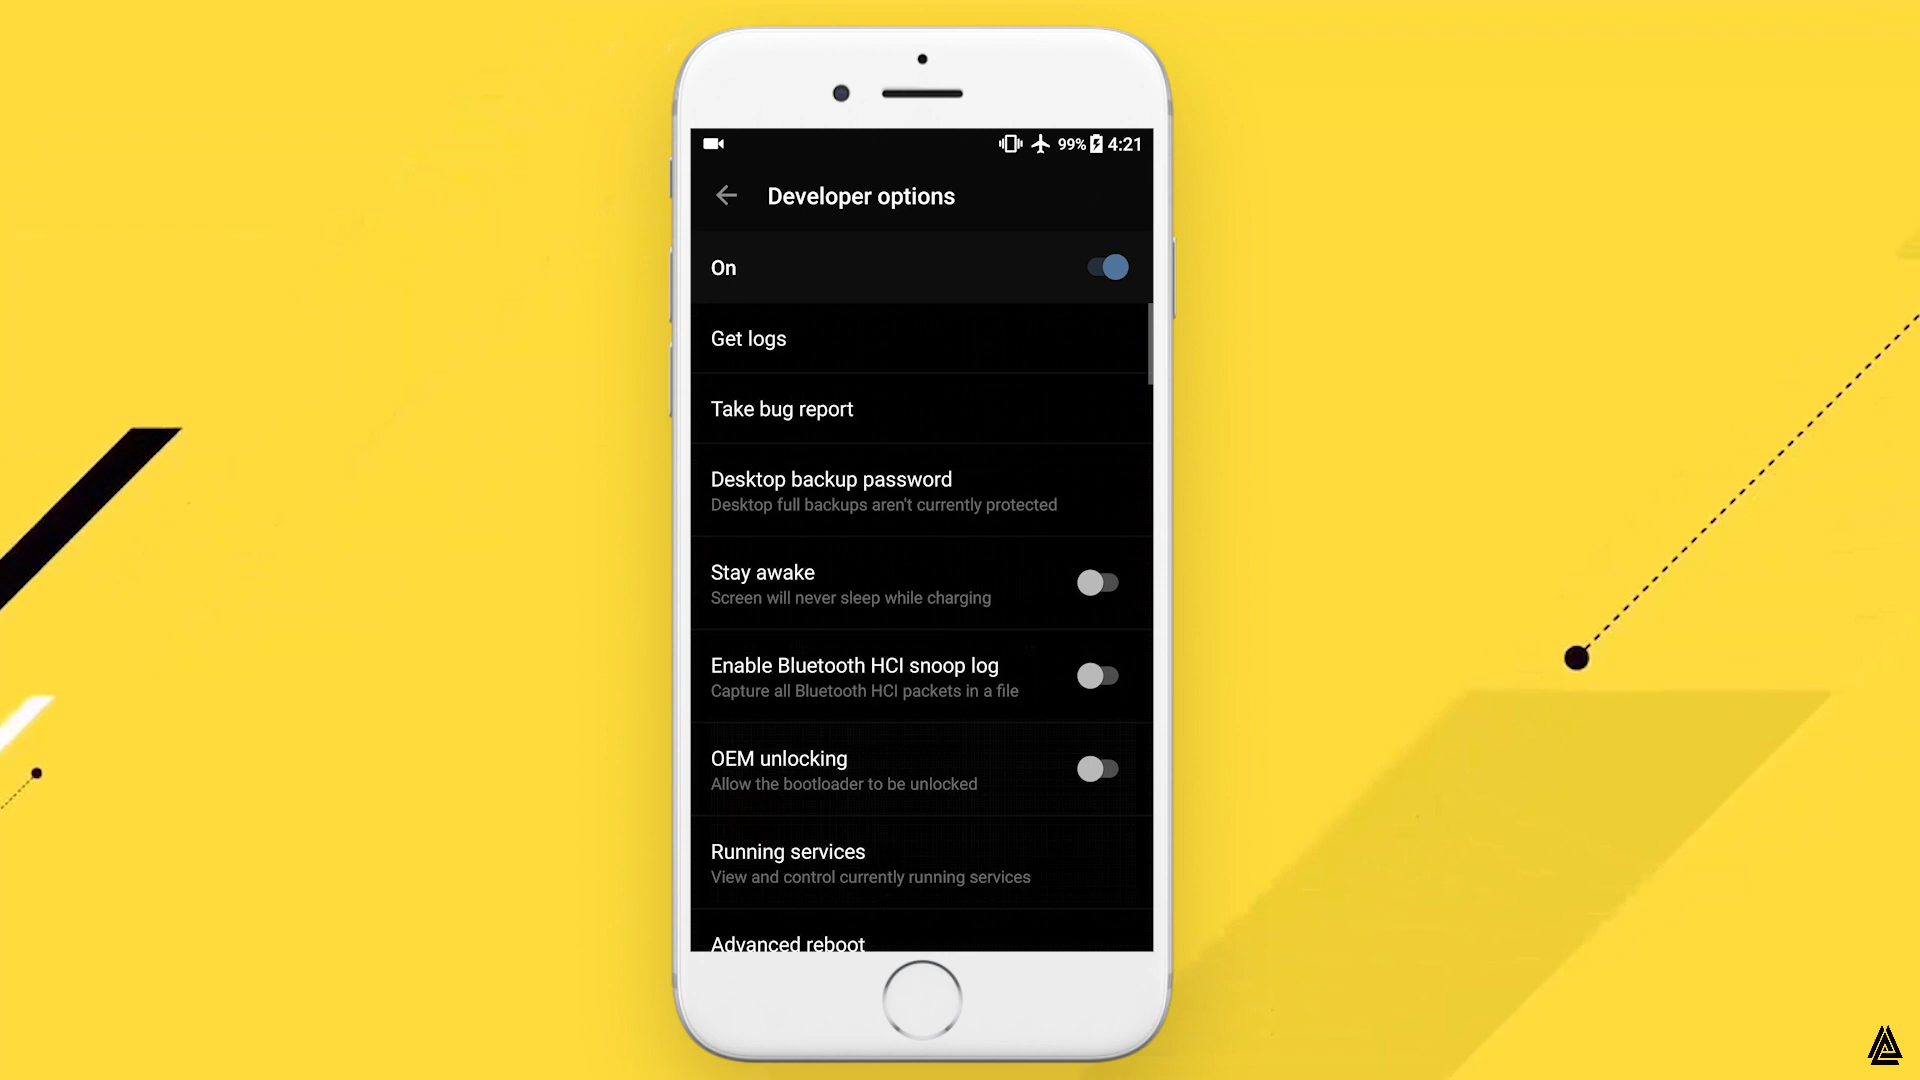 99% 4:21
Developer options
On
Get logs
Take bug report
Desktop backup password
Desktop full backups aren't currently protected
Stay awake
Screen will never sleep while charging
Enable Bluetooth HCI snoop log
Capture all Bluetooth HCI packets in a file
OEM unlocking
Allow the bootloader to be unlocked
Running services
View and control currently running services
Advanced reboot